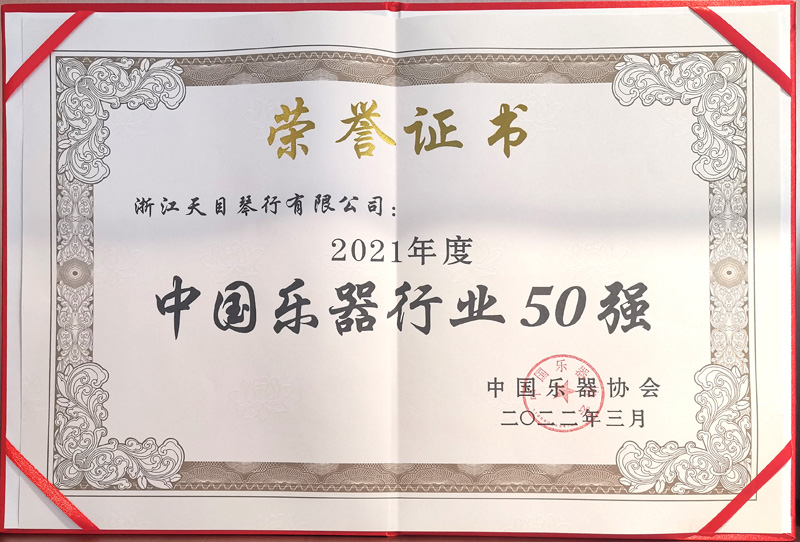 荣誉证书
浙江天目琴行有限公司：
2021年度
中国乐器行业50强
中国乐器协会
二〇二二年三月